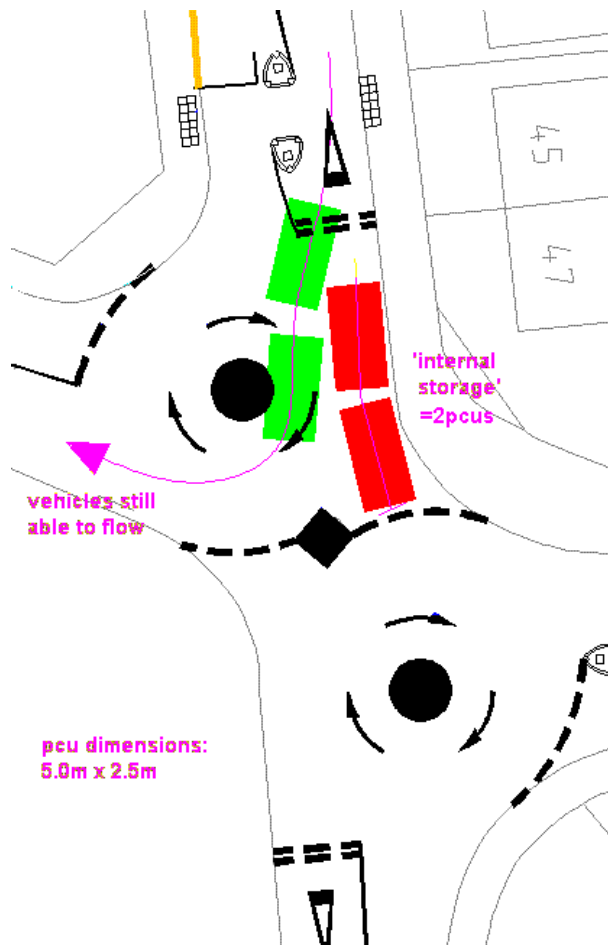 45
47
'internal
storage'
=2pcus
vehicles still
able to flow
pcu dimensions:
5.0m x 2.5m